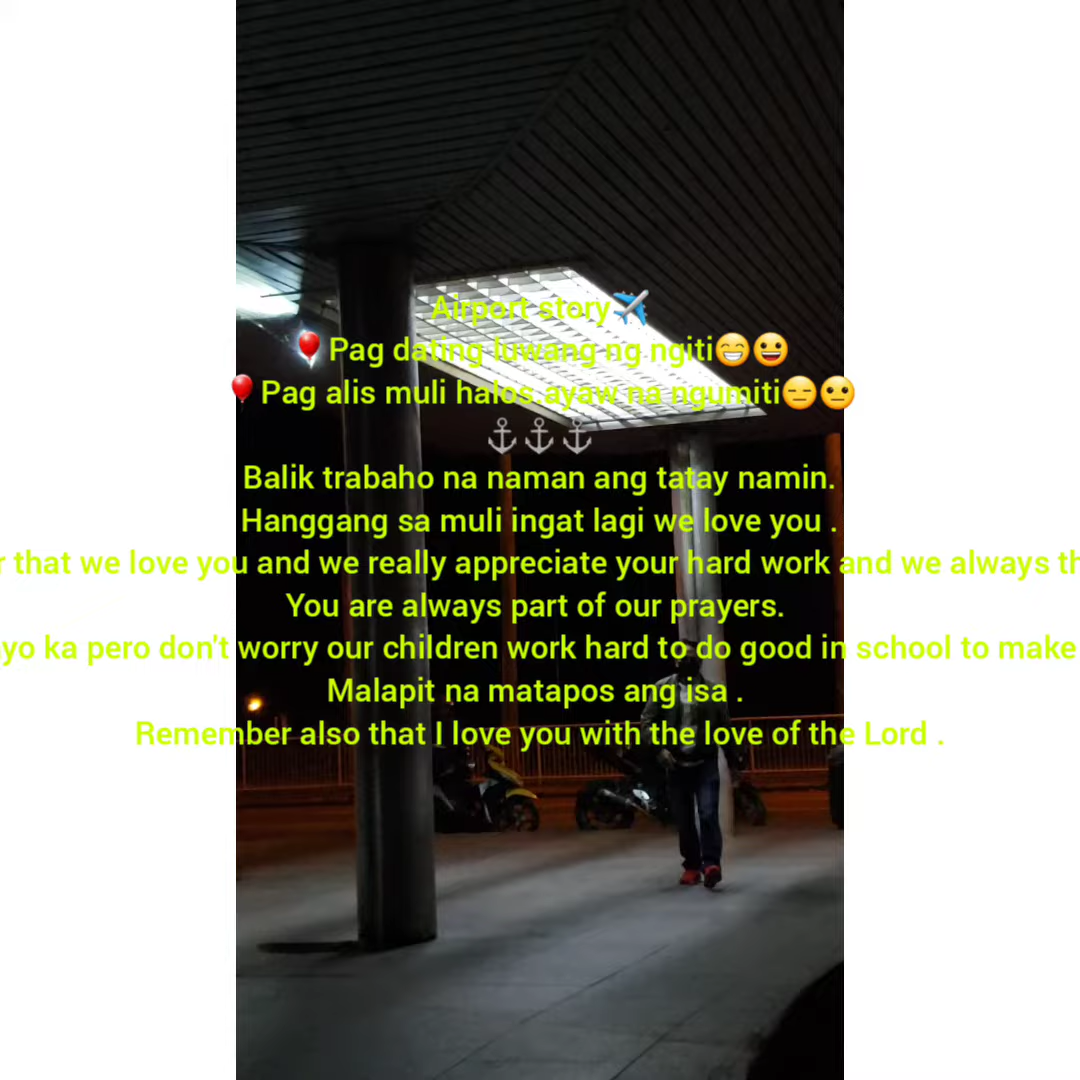 Airport story✈️
🎈Pag dating luwang ng ngiti😁😀
🎈Pag alis muli halos.ayaw na ngumiti😑😐
⚓⚓⚓
Balik trabaho na naman ang tatay namin.
Hanggang sa muli ingat lagi we love you .
that we love you and we really appreciate your hard work and we always
You are always part of our prayers.
ka pero don't worry our children work hard to do good in school to make
Malapit na matapos ang isa .
Remember also that I love you with the love of the Lord .